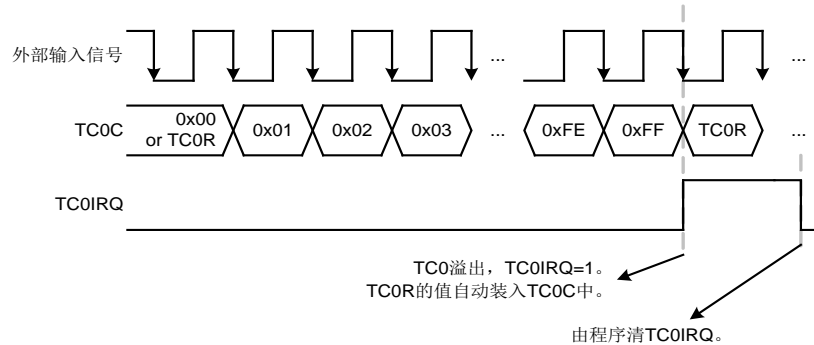 外部输入信号
...
...
TC0C
0x00
or TC0R
0x01
0x02
0x03
...
0xFE
0xFF
TC0R
...
TC0IRQ
TC0溢出，TC0IRQ=1。
TC0R的值自动装入TC0C中。
由程序清TC0IRQ。